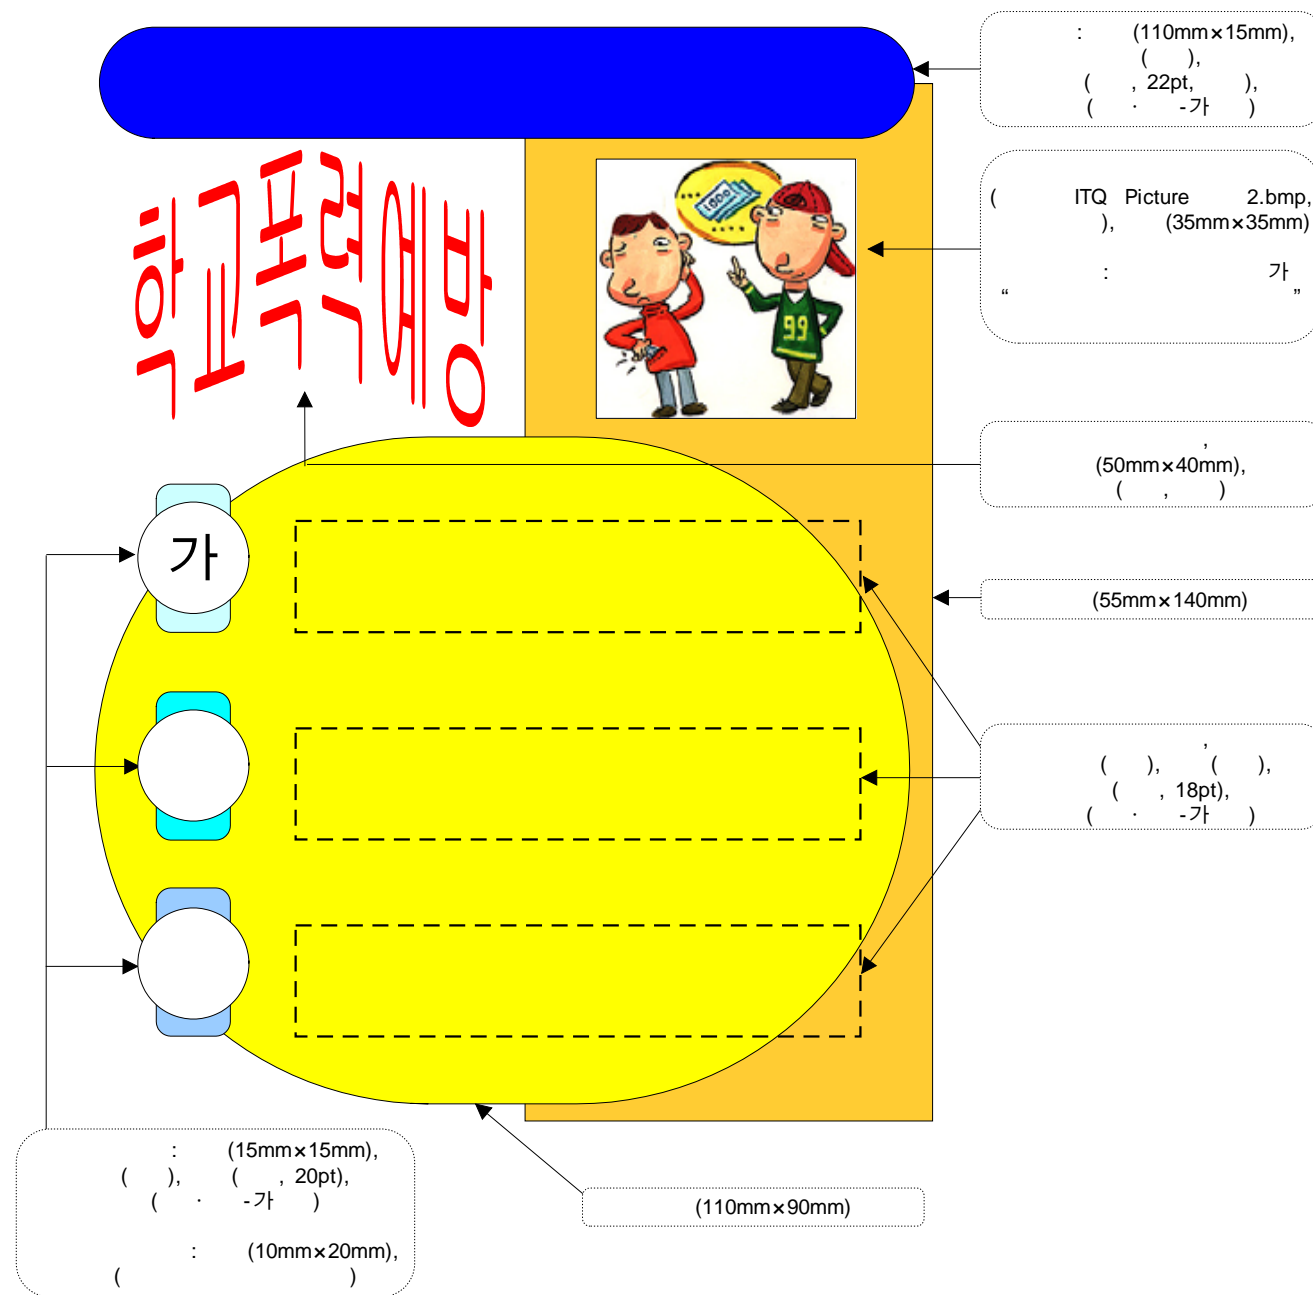 : (110mm×15mm),
( ),
( , 22pt, ),
( · -가 )
학교폭력예방
1000
99
( ITQ Picture 2.bmp,
), (35mm×35mm)
: 가
“ ”
,
(50mm×40mm),
( , )
가
(55mm×140mm)
,
( ), ( ),
( , 18pt),
( · -가 )
: (15mm×15mm),
( ), ( , 20pt),
( · -가 )
: (10mm×20mm),
( )
(110mm×90mm)